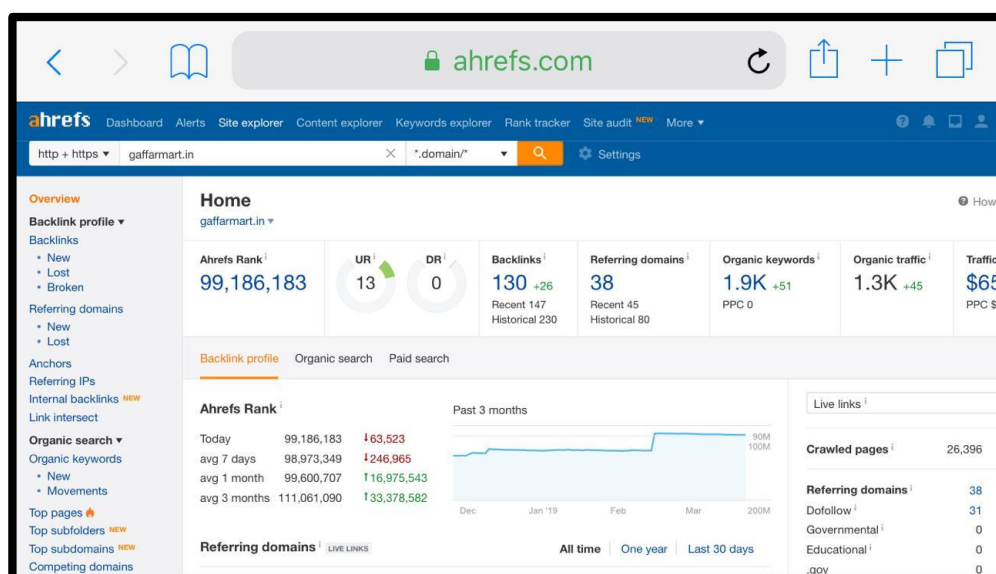 ahrefs.com
ahrefs Dashboard Alerts Site explorer Content explorer Keywords explorer Rank tracker Site audit NEW More
http + https gaffarmart.in *.domain/* Settings
Overview
Backlink profile
Backlinks
New
Lost
Broken
Referring domains
New
Lost
Anchors
Referring IPs
Internal backlinks NEW
Link intersect
Organic search
Organic keywords
New
Movements
Top pages
Top subfolders NEW
Top subdomains NEW
Competing domains
Home
How
gaffarmart.in
Ahrefs Rank i UR i DR i Backlinks i Referring domains i Organic keywords i Organic traffic i Traffic
99,186,183 13 0 130 +26 38 1.9K +51 1.3K +45 $65
Recent 147 Recent 45 PPC 0 PPC $
Historical 230 Historical 80
Backlink profile Organic search Paid search
Ahrefs Rank i Past 3 months
Today 99,186,183 ↓63,523
avg 7 days 98,973,349 ↓246,965
avg 1 month 99,600,707 ↑16,975,543
avg 3 months 111,061,090 ↑33,378,582
90M
100M
200M
Dec Jan '19 Feb Mar
Referring domains i LIVE LINKS All time One year Last 30 days
Live links i
Crawled pages i 26,396
Referring domains i 38
Dofollow i 31
Governmental i 0
Educational i 0
.gov 0